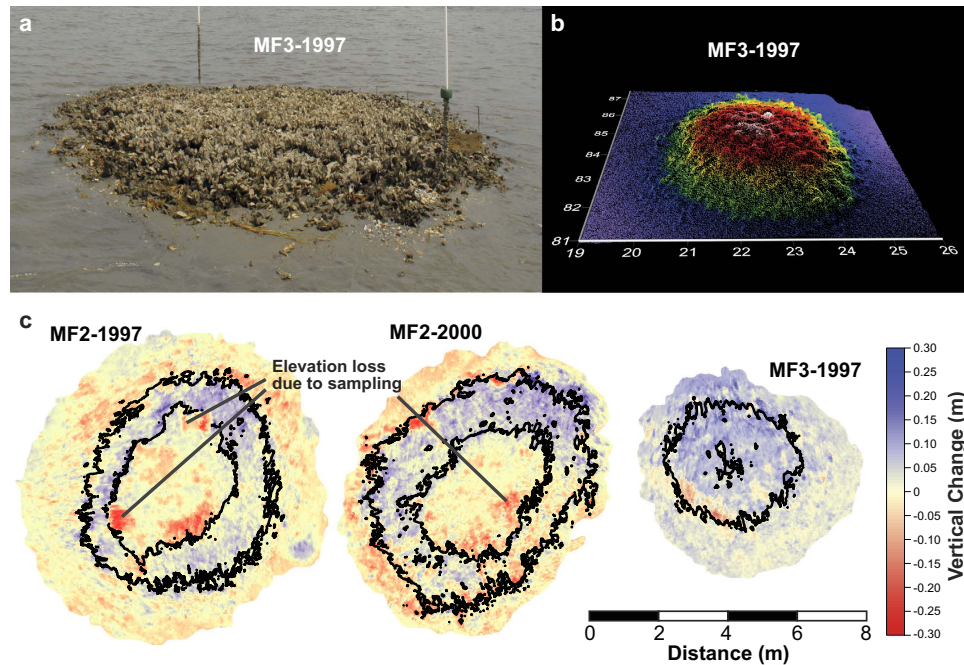 a
MF3-1997
b
MF3-1997
87
86
85
84
83
82
81
19
20
21
22
23
24
25
26
c
MF2-1997
Elevation loss
due to sampling
MF2-2000
MF3-1997
0.30
0.25
0.20
0.15
0.10
0.05
0
-0.05
-0.10
-0.15
-0.20
-0.25
-0.30
Vertical Change (m)
0
2
4
6
8
Distance (m)